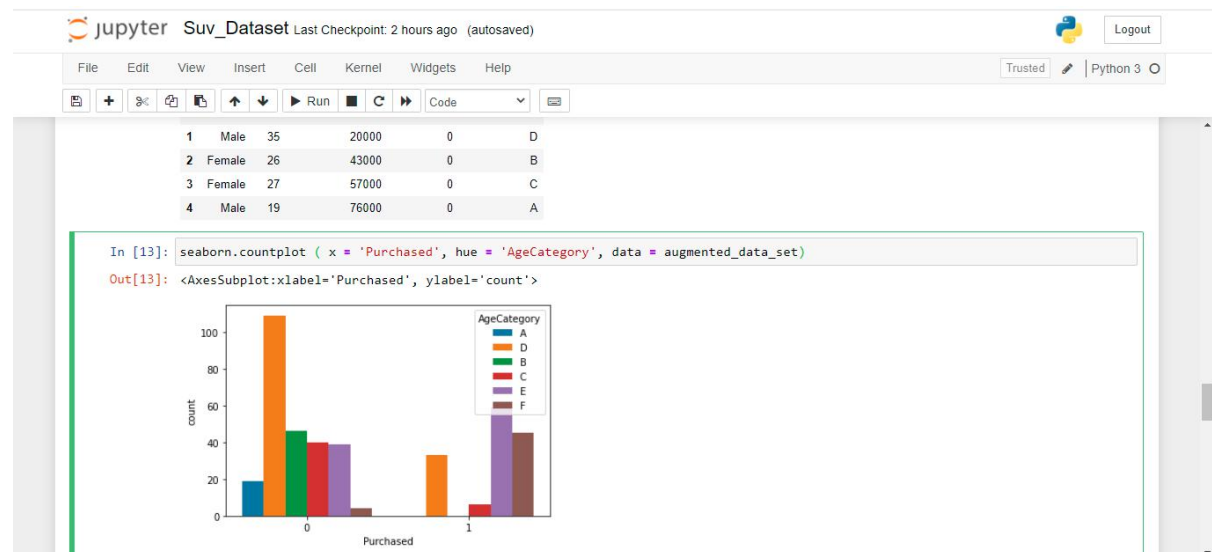 jupyter Suv_Dataset Last Checkpoint: 2 hours ago (autosaved)
Logout
File Edit View Insert Cell Kernel Widgets Help
Trusted Python 3
Run Code
1 Male 35 20000 0 D
2 Female 26 43000 0 B
3 Female 27 57000 0 C
4 Male 19 76000 0 A
In [13]: seaborn.countplot ( x = 'Purchased', hue = 'AgeCategory', data = augmented_data_set)
Out[13]: <AxesSubplot:xlabel='Purchased', ylabel='count'>
AgeCategory
A
D
B
C
E
F
100
80
60
40
20
0
count
0 1
Purchased